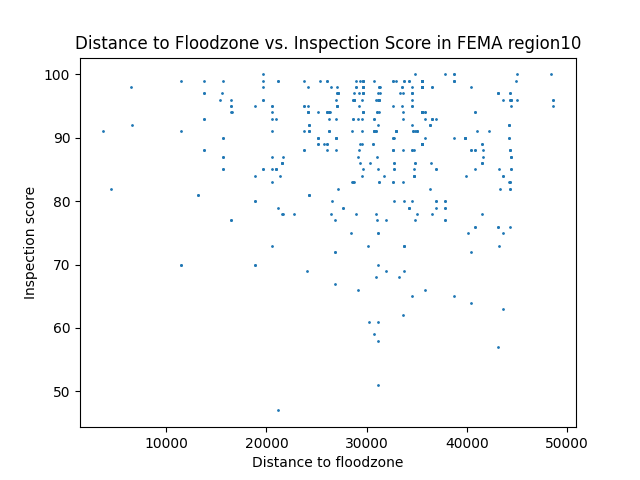 Distance to Floodzone vs. Inspection Score in FEMA region10
100
90
80
70
60
50
Inspection score
10000 20000 30000 40000 50000
Distance to floodzone